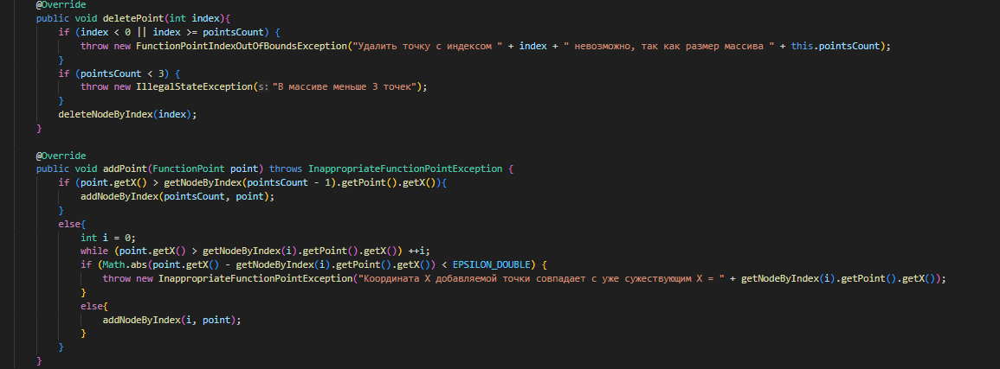 @Override
public void deletePoint(int index){
if (index < 0 || index >= pointsCount) {
throw new FunctionPointIndexOutOfBoundsException("Удалить точку с индексом " + index + " невозможно, так как размер массива " + this.pointsCount);
}
if (pointsCount < 3) {
throw new IllegalStateException(s: "В массиве меньше 3 точек");
}
deleteNodeByIndex(index);
}
@Override
public void addPoint(FunctionPoint point) throws InappropriateFunctionPointException {
if (point.getX() > getNodeByIndex(pointsCount - 1).getPoint().getX()){
addNodeByIndex(pointsCount, point);
}
else{
int i = 0;
while (point.getX() > getNodeByIndex(i).getPoint().getX()) ++i;
if (Math.abs(point.getX() - getNodeByIndex(i).getPoint().getX()) < EPSILON_DOUBLE) {
throw new InappropriateFunctionPointException("Координата X добавляемой точки совпадает с уже сужествующим X = " + getNodeByIndex(i).getPoint().getX());
}
else{
addNodeByIndex(i, point);
}
}
}